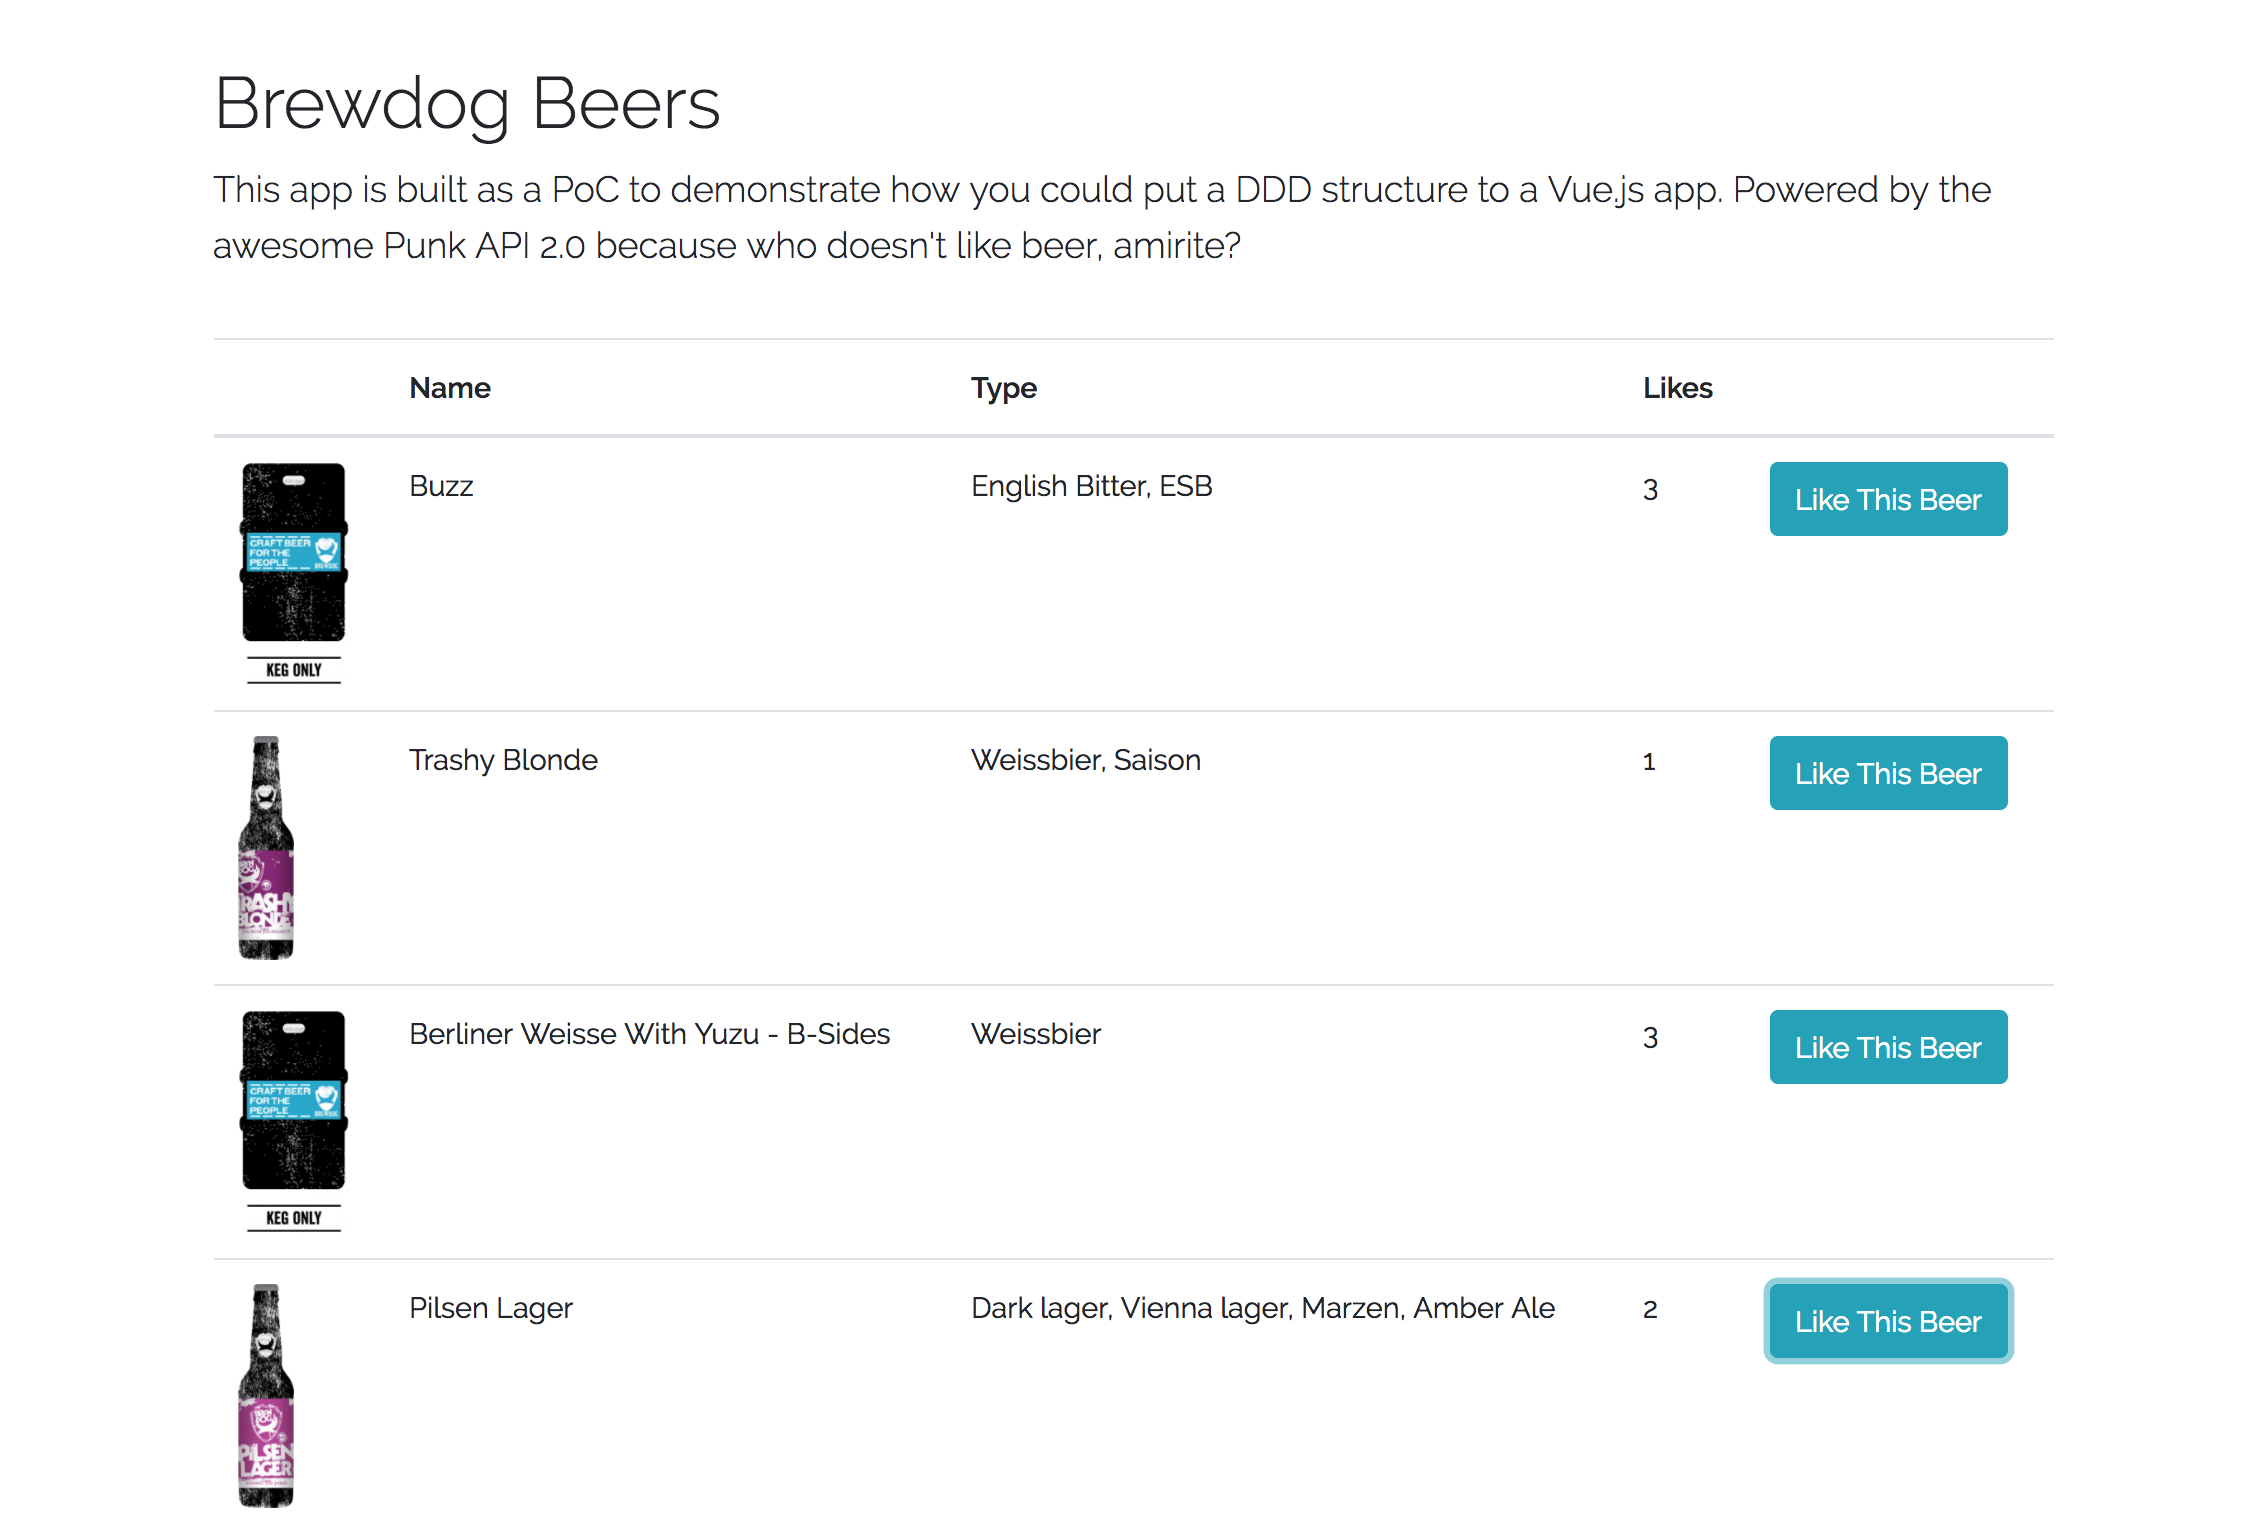 Brewdog Beers
This app is built as a PoC to demonstrate how you could put a DDD structure to a Vue.js app. Powered by the
awesome Punk API 2.0 because who doesn't like beer, amirite?
Name Type Likes
Buzz English Bitter, ESB 3 Like This Beer
CRAFT BEER
FOR THE
PEOPLE
BREWDOG
KEG ONLY
Trashy Blonde Weissbier, Saison 1 Like This Beer
TRASHY
BLONDE
Berliner Weisse With Yuzu - B-Sides Weissbier 3 Like This Beer
CRAFT BEER
FOR THE
PEOPLE
BREWDOG
KEG ONLY
Pilsen Lager Dark lager, Vienna lager, Marzen, Amber Ale 2 Like This Beer
BREW
DOG
PILSEN
LAGER